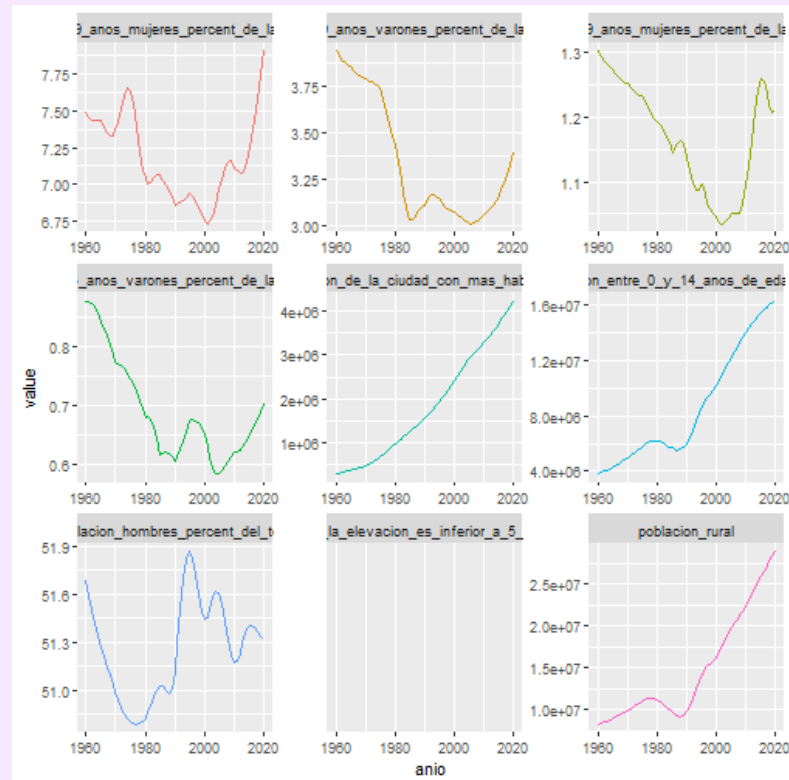 9_anos_mujeres_percent_de_la
_anos_varones_percent_de_la
9_anos_mujeres_percent_de_la
7.75
7.50
7.25
7.00
6.75
3.75
3.50
3.25
3.00
1.3
1.2
1.1
1960 1980 2000 2020
1960 1980 2000 2020
1960 1980 2000 2020
_anos_varones_percent_de_la
on_de_la_ciudad_con_mas_hab
on_entre_0_y_14_anos_de_eda
0.8
0.7
0.6
4e+06
3e+06
2e+06
1e+06
1.6e+07
1.2e+07
8.0e+06
4.0e+06
1960 1980 2000 2020
1960 1980 2000 2020
1960 1980 2000 2020
value
lacion_hombres_percent_del_t
_la_elevacion_es_inferior_a_5_
poblacion_rural
51.9
51.6
51.3
51.0
2.5e+07
2.0e+07
1.5e+07
1.0e+07
1960 1980 2000 2020
1960 1980 2000 2020
1960 1980 2000 2020
anio